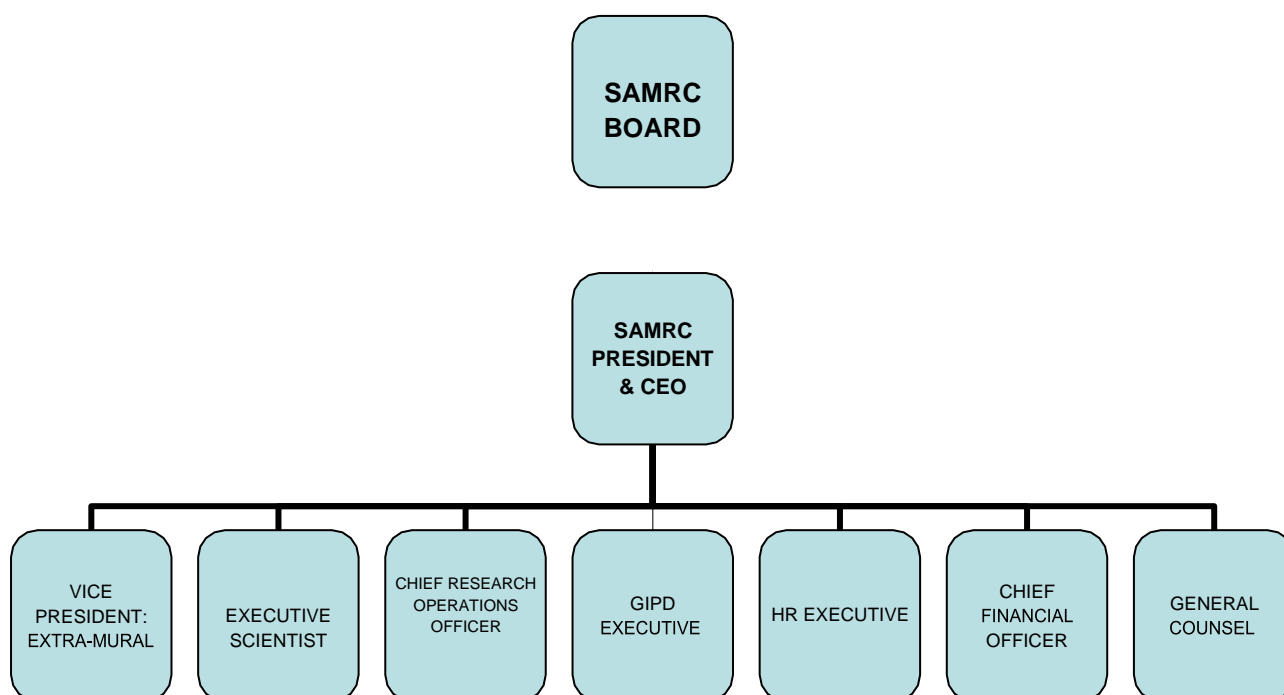 SAMRC
BOARD
SAMRC
PRESIDENT
& CEO
VICE
PRESIDENT:
EXTRA-MURAL
EXECUTIVE
SCIENTIST
CHIEF RESEARCH
OPERATIONS
OFFICER
GIPD
EXECUTIVE
HR EXECUTIVE
CHIEF
FINANCIAL
OFFICER
GENERAL
COUNSEL